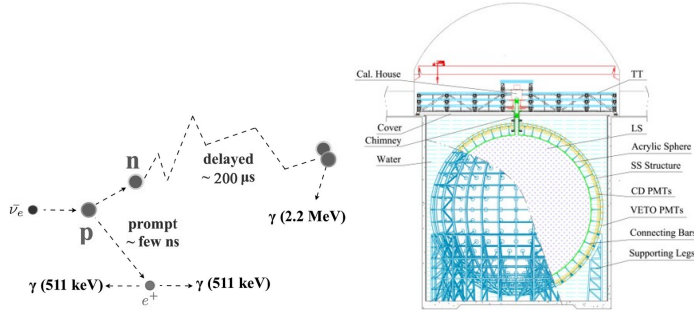 n
delayed
~ 200 μs
ν̄e
p
γ (2.2 MeV)
prompt
~ few ns
γ (511 keV)
e+
γ (511 keV)
Cal. House
TT
Cover
Chimney
Water
LS
Acrylic Sphere
SS Structure
CD PMTs
VETO PMTs
Connecting Bars
Supporting Legs